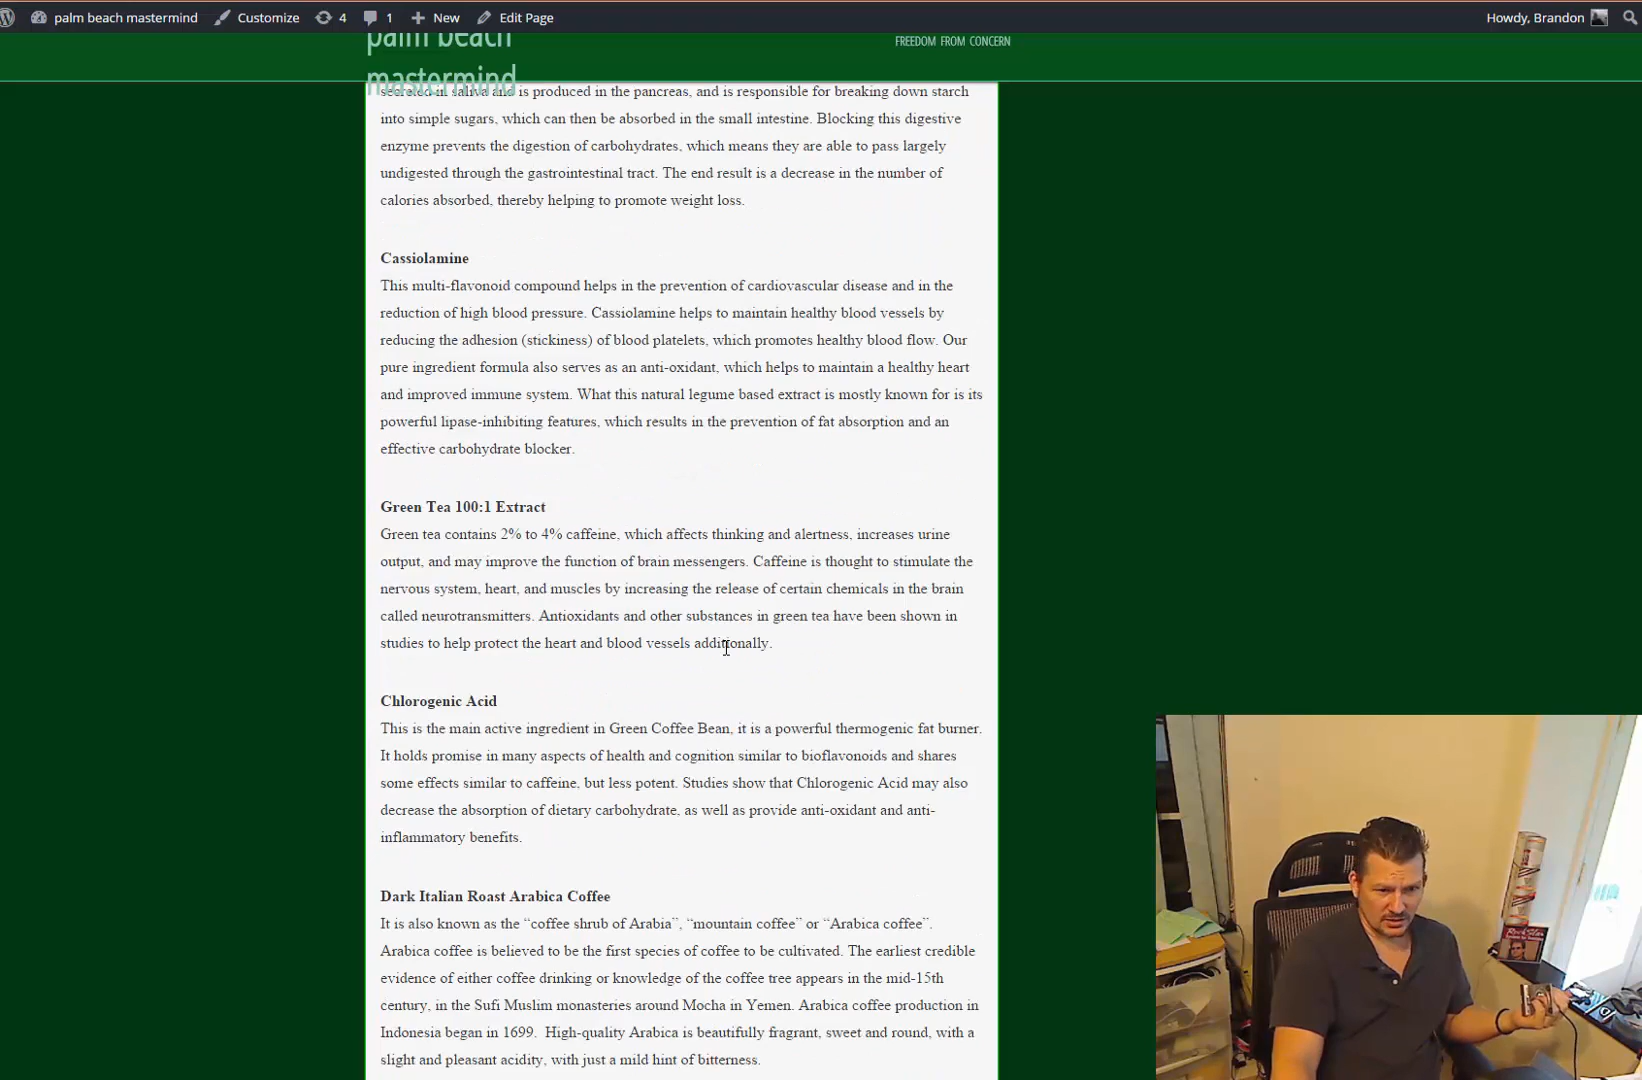 palm beach mastermind Customize 4 1 New Edit Page Howdy, Brandon
palm beach
mastermind
FREEDOM FROM CONCERN
secreted in saliva and is produced in the pancreas, and is responsible for breaking down starch
into simple sugars, which can then be absorbed in the small intestine. Blocking this digestive
enzyme prevents the digestion of carbohydrates, which means they are able to pass largely
undigested through the gastrointestinal tract. The end result is a decrease in the number of
calories absorbed, thereby helping to promote weight loss.
Cassiolamine
This multi-flavonoid compound helps in the prevention of cardiovascular disease and in the
reduction of high blood pressure. Cassiolamine helps to maintain healthy blood vessels by
reducing the adhesion (stickiness) of blood platelets, which promotes healthy blood flow. Our
pure ingredient formula also serves as an anti-oxidant, which helps to maintain a healthy heart
and improved immune system. What this natural legume based extract is mostly known for is its
powerful lipase-inhibiting features, which results in the prevention of fat absorption and an
effective carbohydrate blocker.
Green Tea 100:1 Extract
Green tea contains 2% to 4% caffeine, which affects thinking and alertness, increases urine
output, and may improve the function of brain messengers. Caffeine is thought to stimulate the
nervous system, heart, and muscles by increasing the release of certain chemicals in the brain
called neurotransmitters. Antioxidants and other substances in green tea have been shown in
studies to help protect the heart and blood vessels additionally.
Chlorogenic Acid
This is the main active ingredient in Green Coffee Bean, it is a powerful thermogenic fat burner.
It holds promise in many aspects of health and cognition similar to bioflavonoids and shares
some effects similar to caffeine, but less potent. Studies show that Chlorogenic Acid may also
decrease the absorption of dietary carbohydrate, as well as provide anti-oxidant and anti-
inflammatory benefits.
Dark Italian Roast Arabica Coffee
It is also known as the “coffee shrub of Arabia”, “mountain coffee” or “Arabica coffee”.
Arabica coffee is believed to be the first species of coffee to be cultivated. The earliest credible
evidence of either coffee drinking or knowledge of the coffee tree appears in the mid-15th
century, in the Sufi Muslim monasteries around Mocha in Yemen. Arabica coffee production in
Indonesia began in 1699. High-quality Arabica is beautifully fragrant, sweet and round, with a
slight and pleasant acidity, with just a mild hint of bitterness.